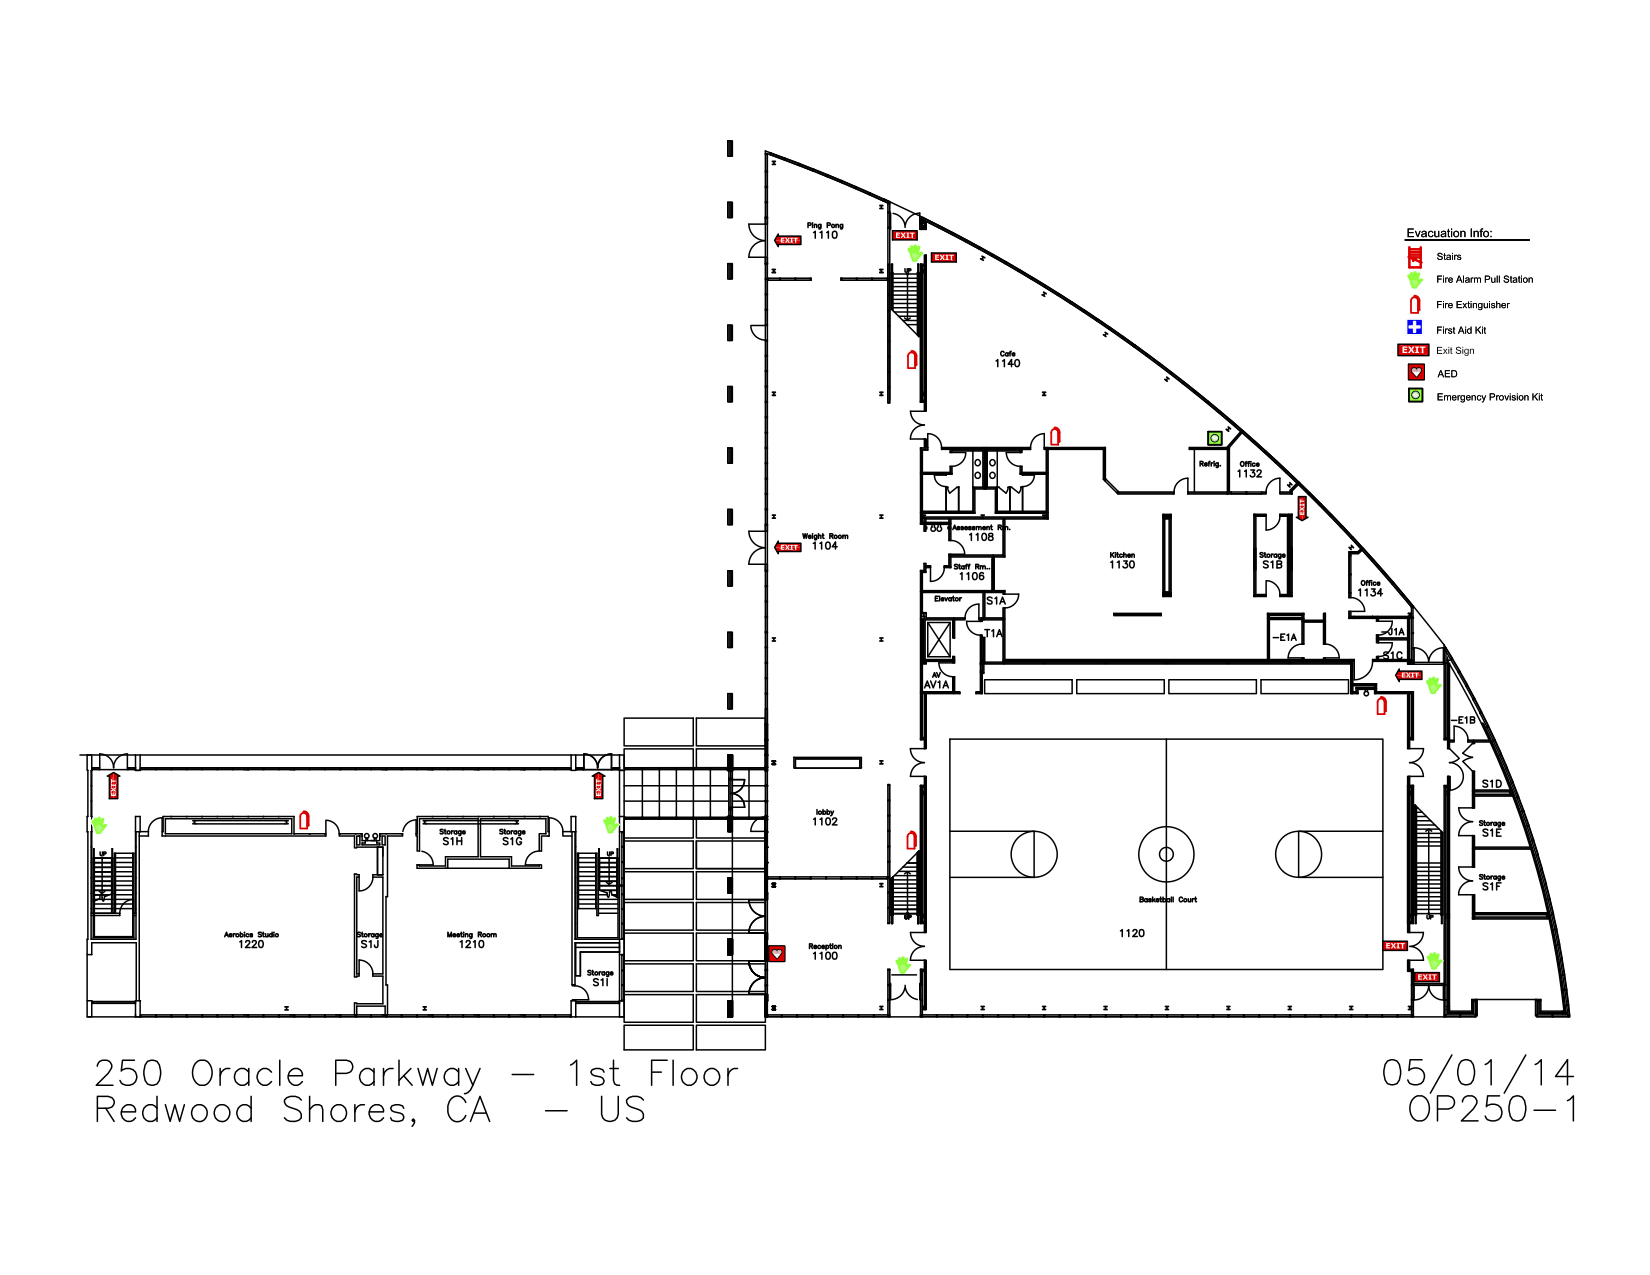 Ping Pong
1110
EXIT
EXIT
EXIT
UP
Evacuation Info:
Stairs
Fire Alarm Pull Station
Fire Extinguisher
First Aid Kit
EXIT Exit Sign
AED
Emergency Provision Kit
Cafe
1140
Refrig.
Office
1132
EXIT
Weight Room
1104
EXIT
Assessment Rm.
1108
Staff Rm..
1106
Elevator
S1A
T1A
AV
AV1A
Kitchen
1130
Storage
S1B
Office
1134
-E1A
-J1A
S1C
EXIT
-E1B
S1D
Storage
S1E
Storage
S1F
EXIT
EXIT
UP
UP
Storage
S1H
Storage
S1G
Aerobics Studio
1220
Storage
S1J
Meeting Room
1210
Storage
S1I
lobby
1102
UP
Reception
1100
Basketball Court
1120
UP
UP
EXIT
EXIT
250 Oracle Parkway - 1st Floor
Redwood Shores, CA - US
05/01/14
OP250-1